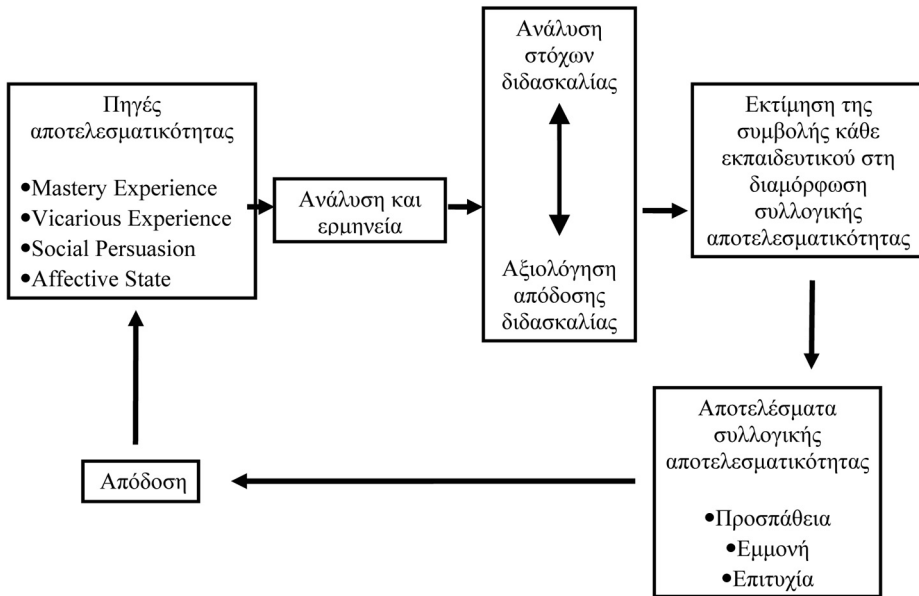 Πηγές
αποτελεσματικότητας
●Mastery Experience
●Vicarious Experience
●Social Persuasion
●Affective State
Ανάλυση και
ερμηνεία
Ανάλυση
στόχων
διδασκαλίας
Αξιολόγηση
απόδοσης
διδασκαλίας
Εκτίμηση της
συμβολής κάθε
εκπαιδευτικού στη
διαμόρφωση
συλλογικής
αποτελεσματικότητας
Αποτελέσματα
συλλογικής
αποτελεσματικότητας
●Προσπάθεια
●Εμμονή
●Επιτυχία
Απόδοση